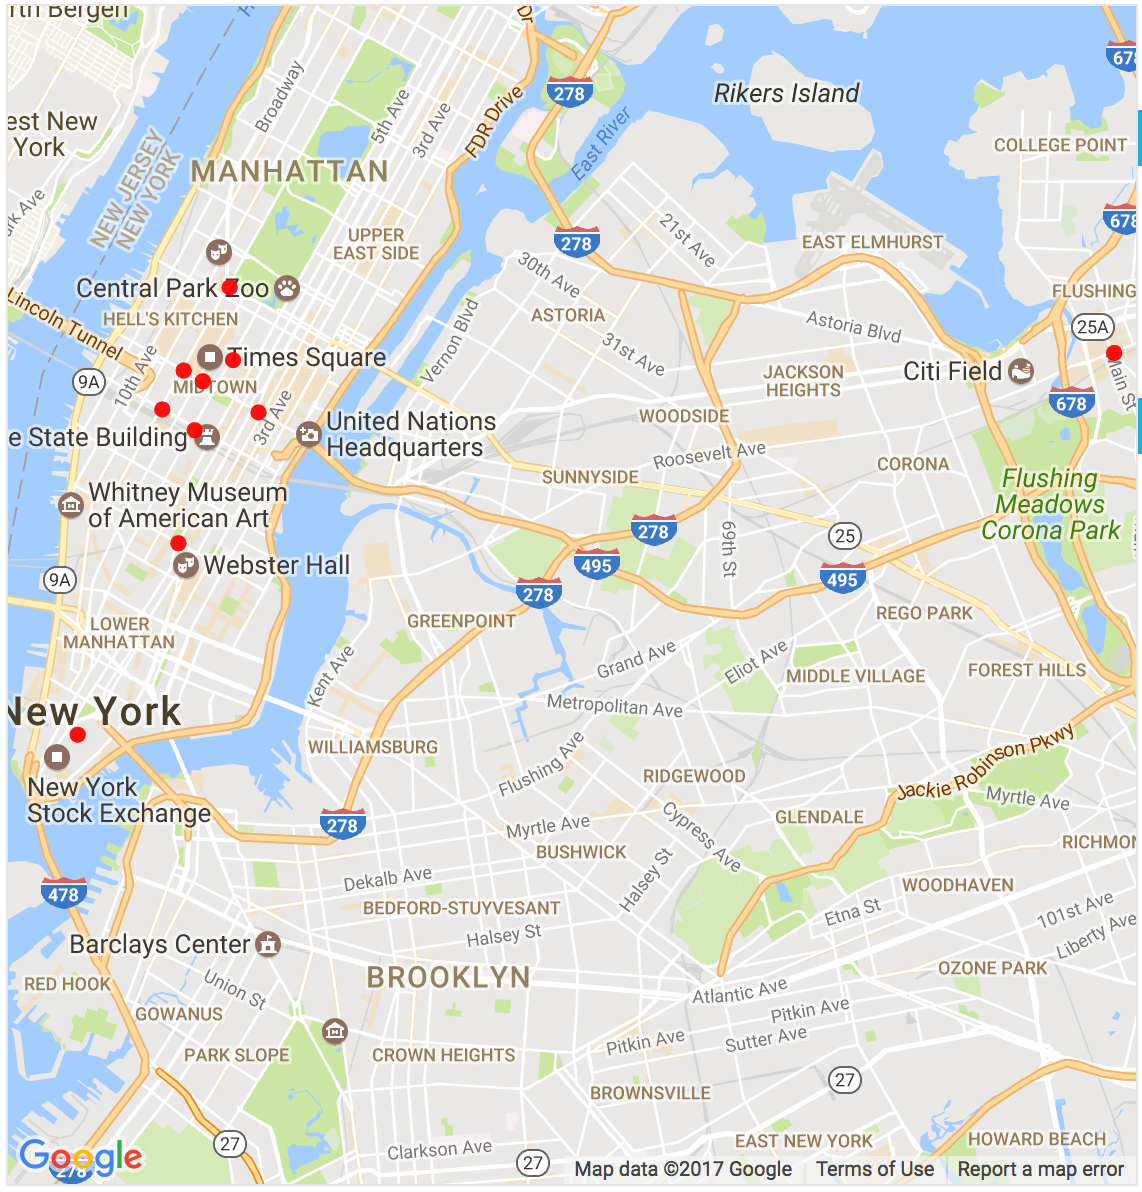 rth Bergen
Dr
678
278
Rikers Island
Broadway
5th Ave
3rd Ave
FDR Drive
East River
est New
York
COLLEGE POINT
NEW JERSEY
NEW YORK
MANHATTAN
ark Ave
678
278
21st Ave
UPPER
EAST SIDE
EAST ELMHURST
30th Ave
Central Park Zoo
FLUSHING
Lincoln Tunnel
HELL'S KITCHEN
ASTORIA
Astoria Blvd
25A
Vernon Blvd
31st Ave
Times Square
Main St
10th Ave
9A
MIDTOWN
JACKSON
HEIGHTS
Citi Field
678
3rd Ave
United Nations
Headquarters
WOODSIDE
e State Building
Roosevelt Ave
CORONA
SUNNYSIDE
Flushing
Meadows
Corona Park
Whitney Museum
of American Art
278
69th St
25
Webster Hall
495
495
9A
278
LOWER
MANHATTAN
GREENPOINT
REGO PARK
Kent Ave
Grand Ave
Eliot Ave
MIDDLE VILLAGE
FOREST HILLS
New York
Metropolitan Ave
WILLIAMSBURG
Flushing Ave
RIDGEWOOD
Jackie Robinson Pkwy
New York
Stock Exchange
Myrtle Ave
278
Myrtle Ave
Cypress Ave
GLENDALE
BUSHWICK
Halsey St
RICHMON
478
Dekalb Ave
WOODHAVEN
BEDFORD-STUYVESANT
Etna St
101st Ave
Halsey St
Liberty Ave
Barclays Center
BROOKLYN
OZONE PARK
RED HOOK
Union St
Atlantic Ave
GOWANUS
Pitkin Ave
Pitkin Ave
Sutter Ave
PARK SLOPE
CROWN HEIGHTS
27
BROWNSVILLE
27
Clarkson Ave
27
EAST NEW YORK
HOWARD BEACH
Google
278
Map data ©2017 Google
Terms of Use
Report a map error